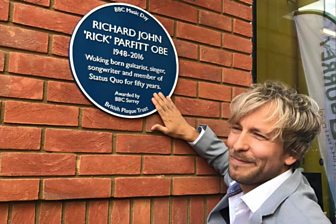 BBC Music Day
RICHARD JOHN
'RICK' PARFITT OBE
1948-2016
Woking born guitarist, singer,
songwriter and member of
Status Quo for fifty years
Awarded by
BBC Surrey
British Plaque Trust